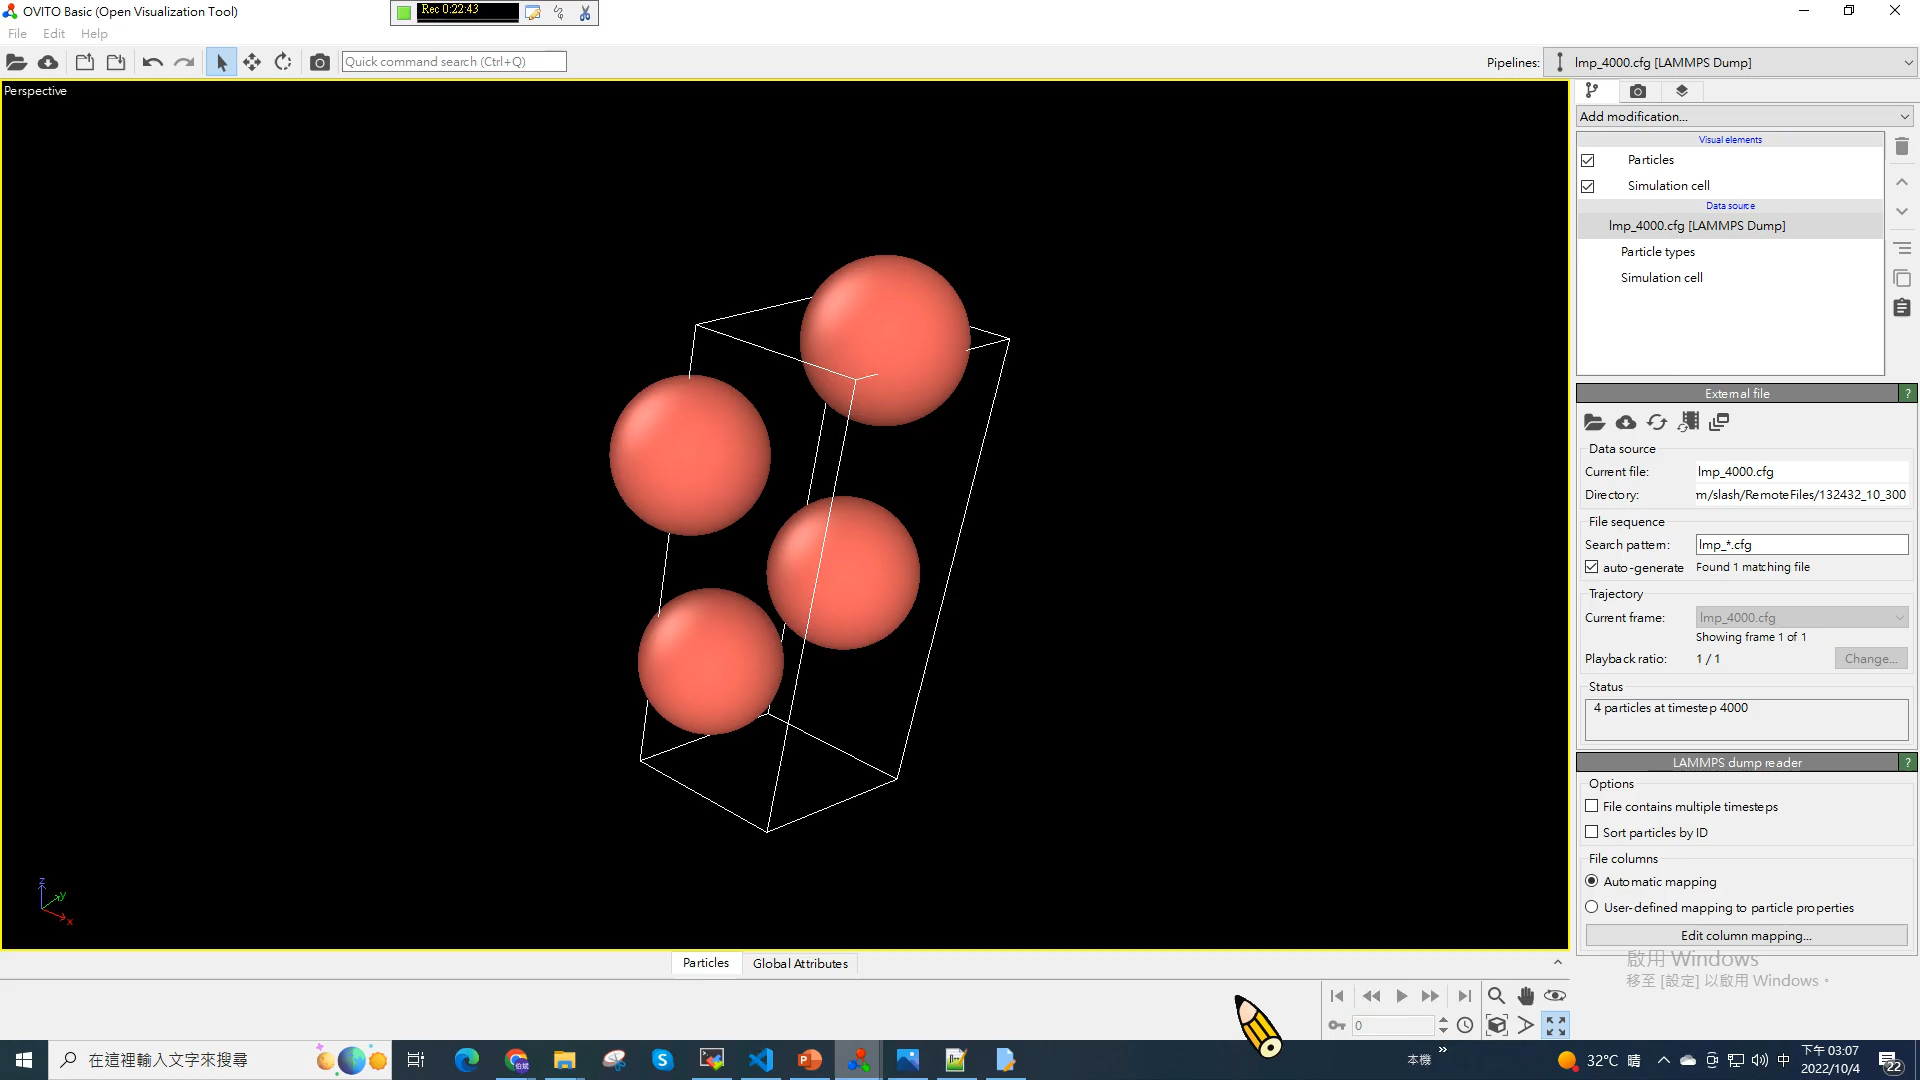 OVITO Basic (Open Visualization Tool)
Rec 0:22:43
File Edit Help
Quick command search (Ctrl+Q)
Pipelines: lmp_4000.cfg [LAMMPS Dump]
Perspective
Add modification...
Visual elements
Particles
Simulation cell
Data source
lmp_4000.cfg [LAMMPS Dump]
Particle types
Simulation cell
External file ?
Data source
Current file: lmp_4000.cfg
Directory: m/slash/RemoteFiles/132432_10_300
File sequence
Search pattern: lmp_*.cfg
auto-generate Found 1 matching file
Trajectory
Current frame: lmp_4000.cfg
Showing frame 1 of 1
Playback ratio: 1 / 1 Change...
Status
4 particles at timestep 4000
LAMMPS dump reader ?
Options
File contains multiple timesteps
Sort particles by ID
File columns
Automatic mapping
User-defined mapping to particle properties
Edit column mapping...
z
y
x
Particles Global Attributes
啟用 Windows
移至 [設定] 以啟用 Windows。
0
在這裡輸入文字來搜尋
本機 »
32°C 晴
中
下午 03:07
2022/10/4
22